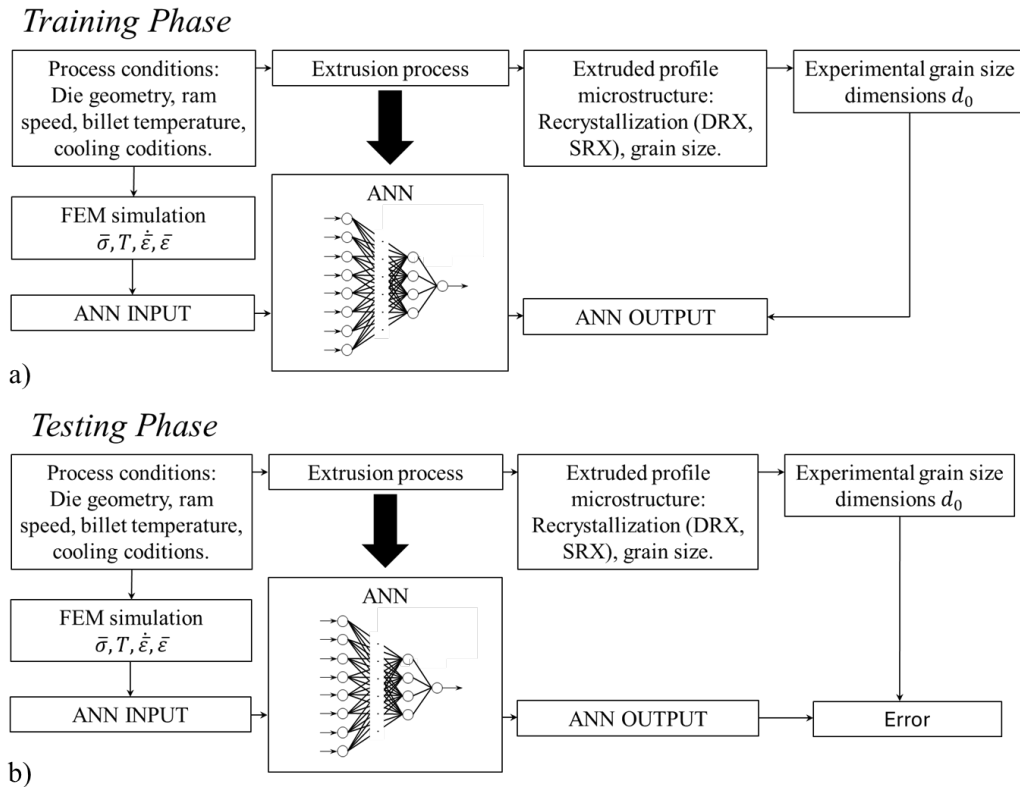 Training Phase
Process conditions:
Die geometry, ram
speed, billet temperature,
cooling coditions.
Extrusion process
Extruded profile
microstructure:
Recrystallization (DRX,
SRX), grain size.
Experimental grain size
dimensions d₀
FEM simulation
σ̄, T, ε̄̇, ε̄
ANN
ANN INPUT
ANN OUTPUT
a)
Testing Phase
Process conditions:
Die geometry, ram
speed, billet temperature,
cooling coditions.
Extrusion process
Extruded profile
microstructure:
Recrystallization (DRX,
SRX), grain size.
Experimental grain size
dimensions d₀
FEM simulation
σ̄, T, ε̄̇, ε̄
ANN
ANN INPUT
ANN OUTPUT
Error
b)